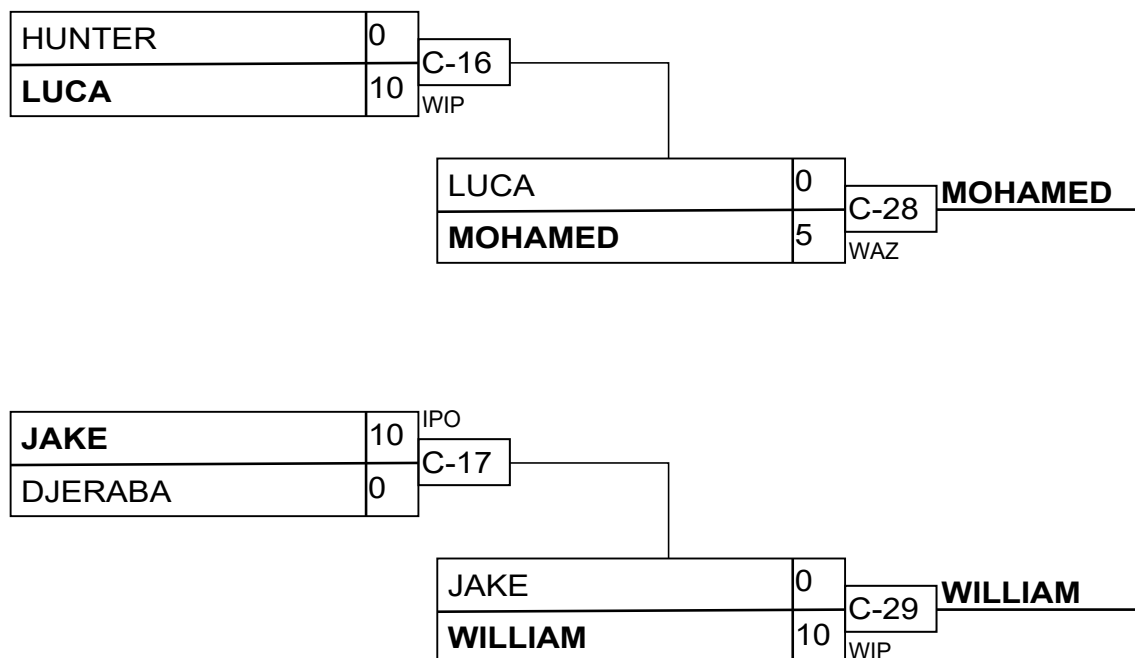 HUNTER 0
C-16
LUCA 10
WIP
LUCA 0
MOHAMED
C-28
MOHAMED 5
WAZ
JAKE 10
IPO
C-17
DJERABA 0
JAKE 0
WILLIAM
C-29
WILLIAM 10
WIP